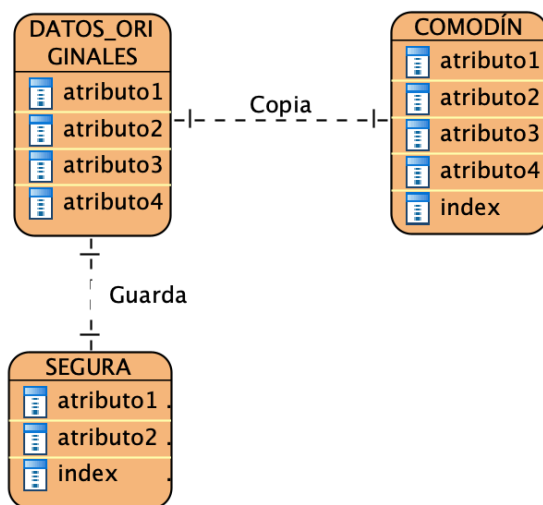 DATOS_ORI
GINALES
atributo1
atributo2
atributo3
atributo4
Copia
COMODÍN
atributo1
atributo2
atributo3
atributo4
index
Guarda
SEGURA
atributo1 .
atributo2 .
index .